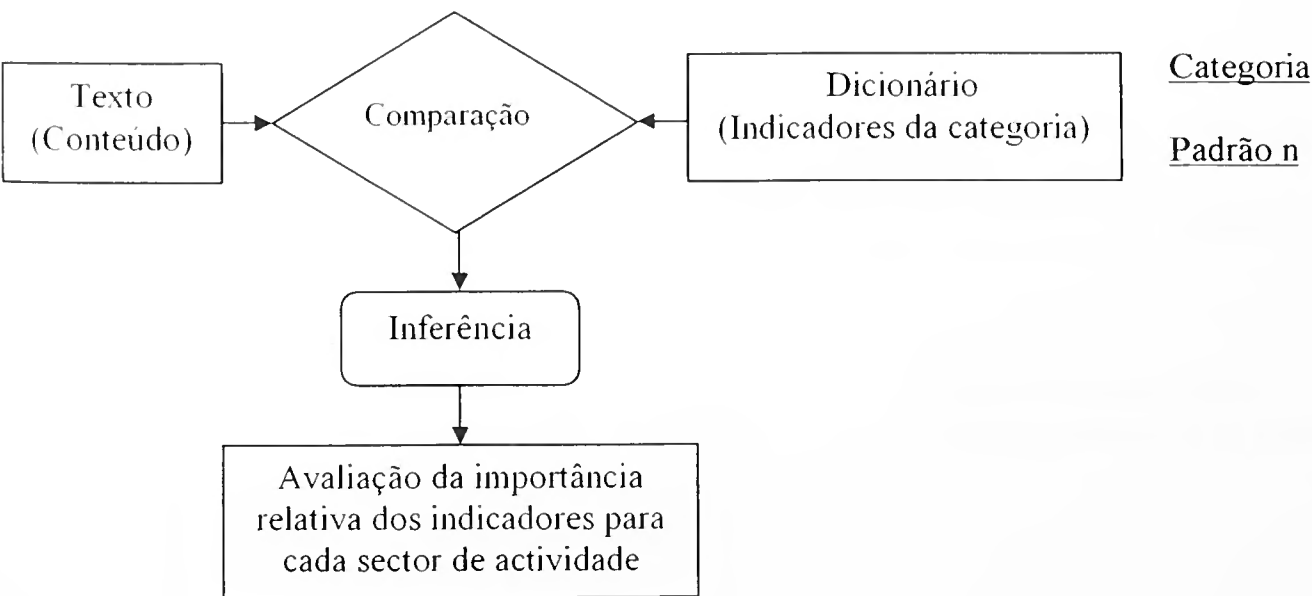 Texto
(Conteúdo)
Comparação
Dicionário
(Indicadores da categoria)
Categoria
Padrão n
Inferência
Avaliação da importância
relativa dos indicadores para
cada sector de actividade